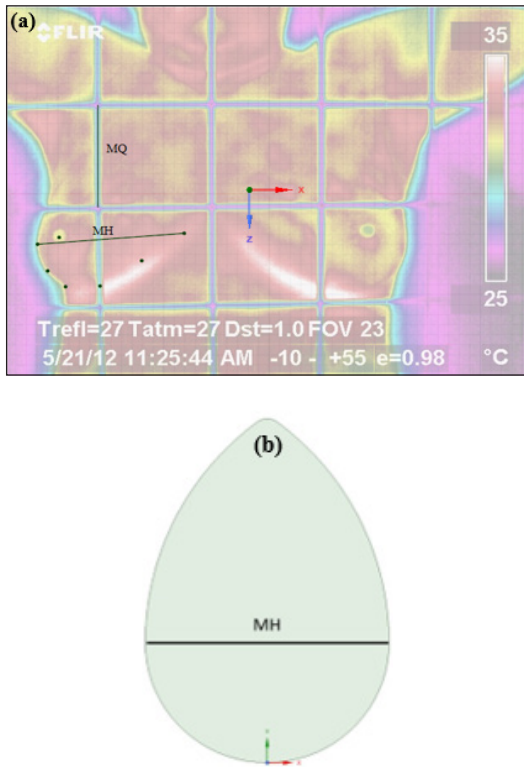 (a)
FLIR
35
MQ
x
MH
z
25
Trefl=27 Tatm=27 Dst=1.0 FOV 23
5/21/12 11:25:44 AM -10 - +55 e=0.98 °C
(b)
MH
x